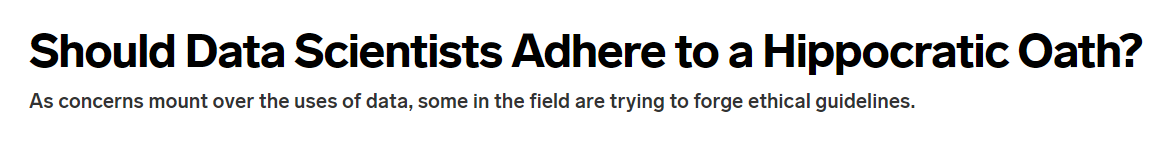 Should Data Scientists Adhere to a Hippocratic Oath?
As concerns mount over the uses of data, some in the field are trying to forge ethical guidelines.